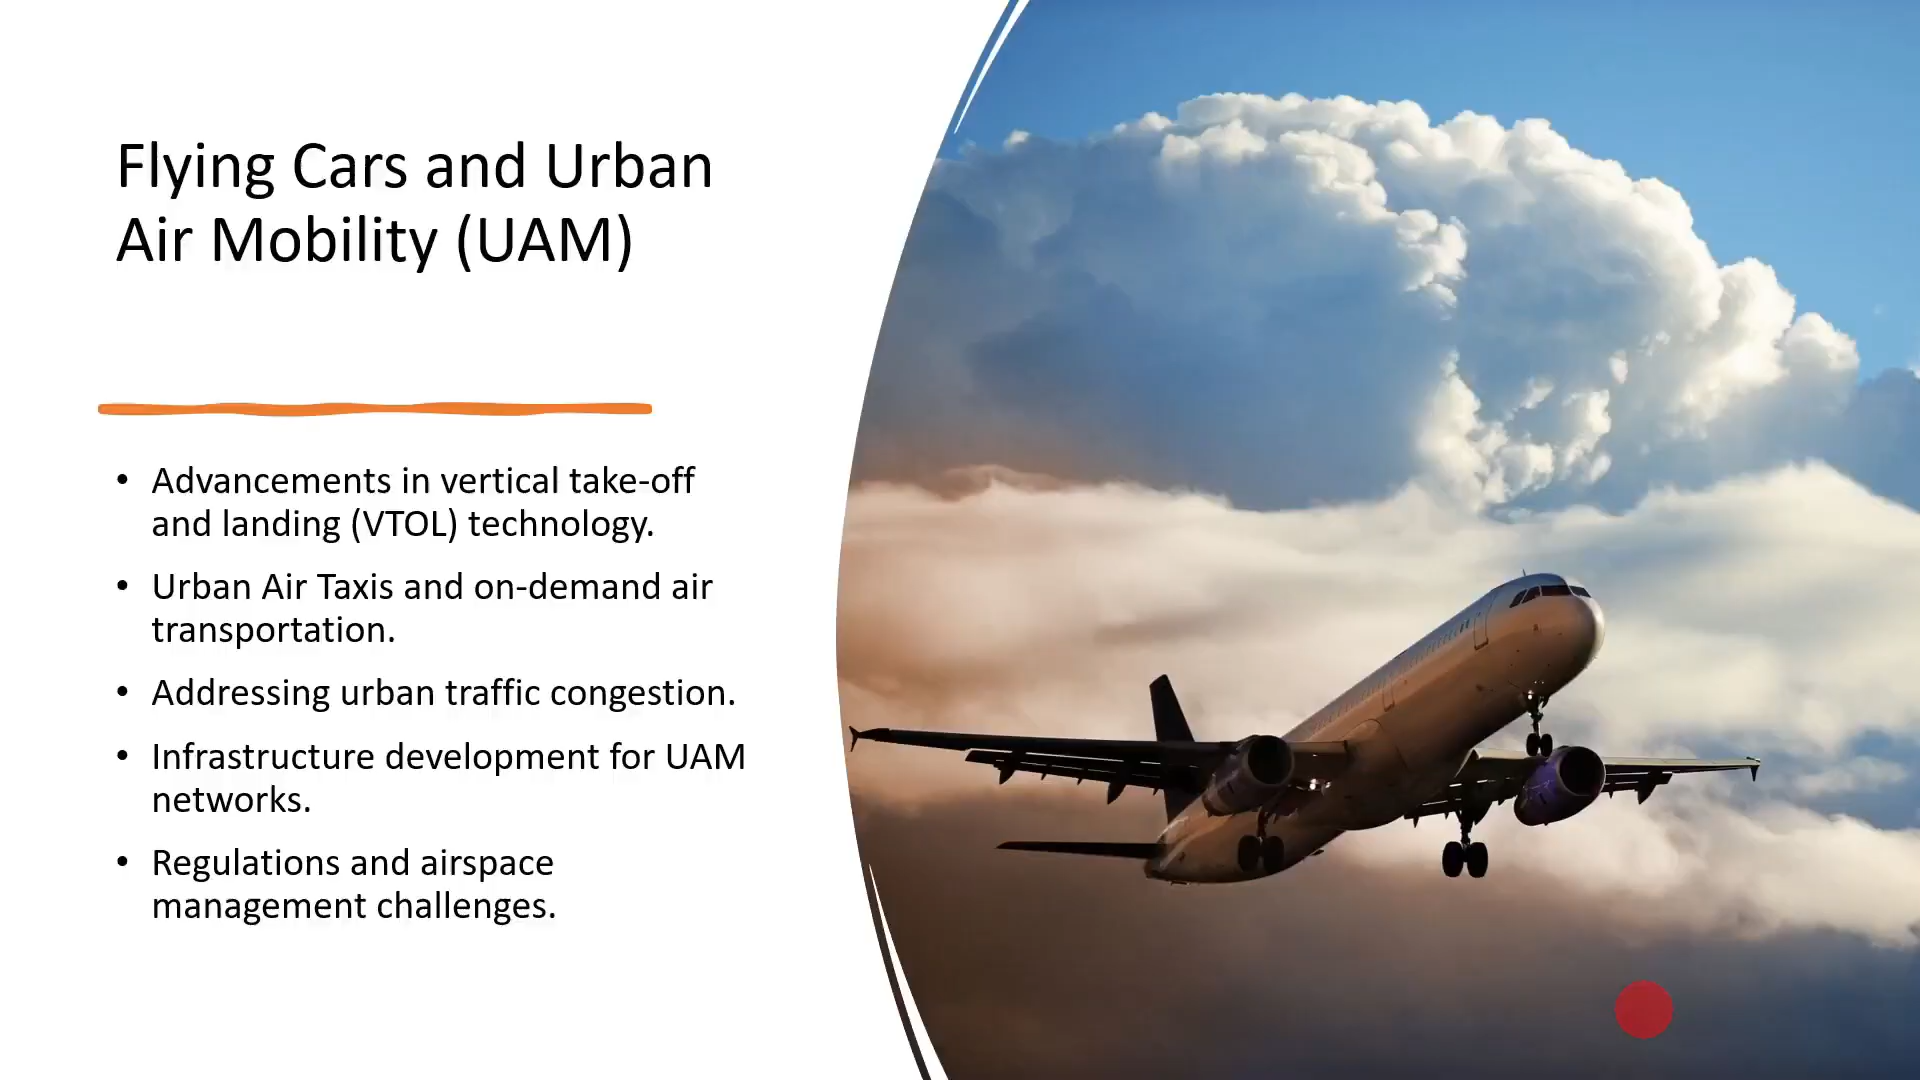 Flying Cars and Urban
Air Mobility (UAM)
• Advancements in vertical take-off
and landing (VTOL) technology.
• Urban Air Taxis and on-demand air
transportation.
• Addressing urban traffic congestion.
• Infrastructure development for UAM
networks.
• Regulations and airspace
management challenges.